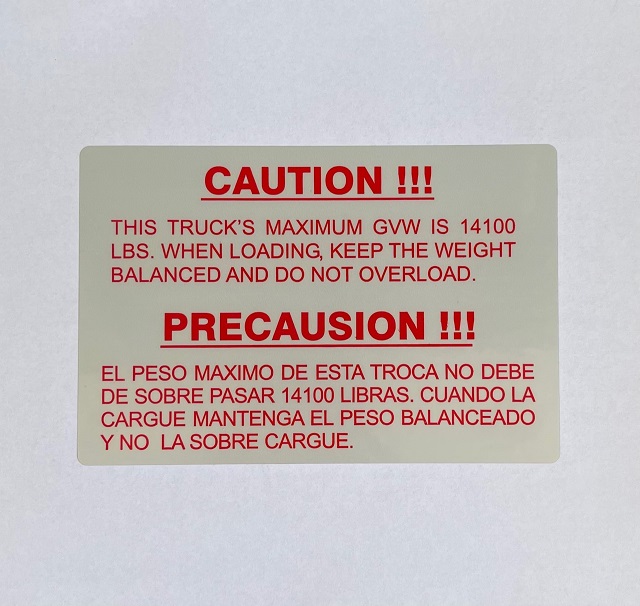 CAUTION !!!
THIS TRUCK'S MAXIMUM GVW IS 14100
LBS. WHEN LOADING, KEEP THE WEIGHT
BALANCED AND DO NOT OVERLOAD.
PRECAUSION !!!
EL PESO MAXIMO DE ESTA TROCA NO DEBE
DE SOBRE PASAR 14100 LIBRAS. CUANDO LA
CARGUE MANTENGA EL PESO BALANCEADO
Y NO LA SOBRE CARGUE.